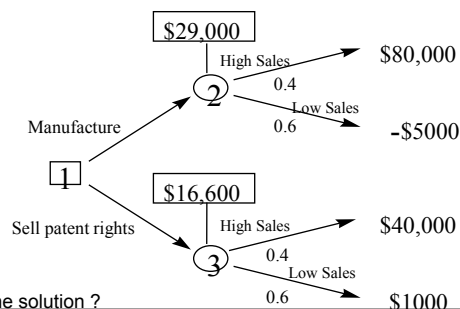 $29,000
High Sales
$80,000
0.4
2
Low Sales
0.6
-$5000
Manufacture
1
$16,600
Sell patent rights
High Sales
$40,000
0.4
3
Low Sales
0.6
$1000
solution ?